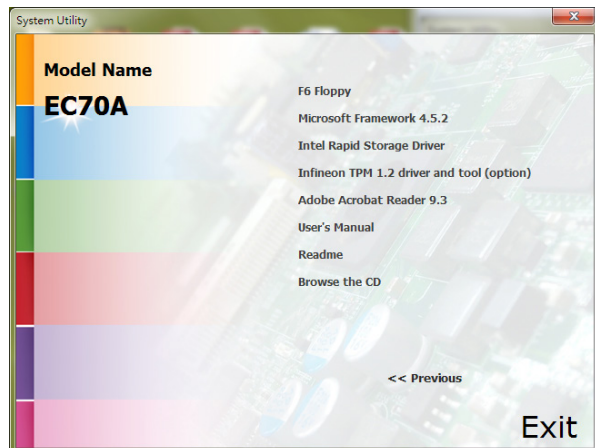 System Utility
Model Name
EC70A
F6 Floppy
Microsoft Framework 4.5.2
Intel Rapid Storage Driver
Infineon TPM 1.2 driver and tool (option)
Adobe Acrobat Reader 9.3
User's Manual
Readme
Browse the CD
<< Previous
Exit